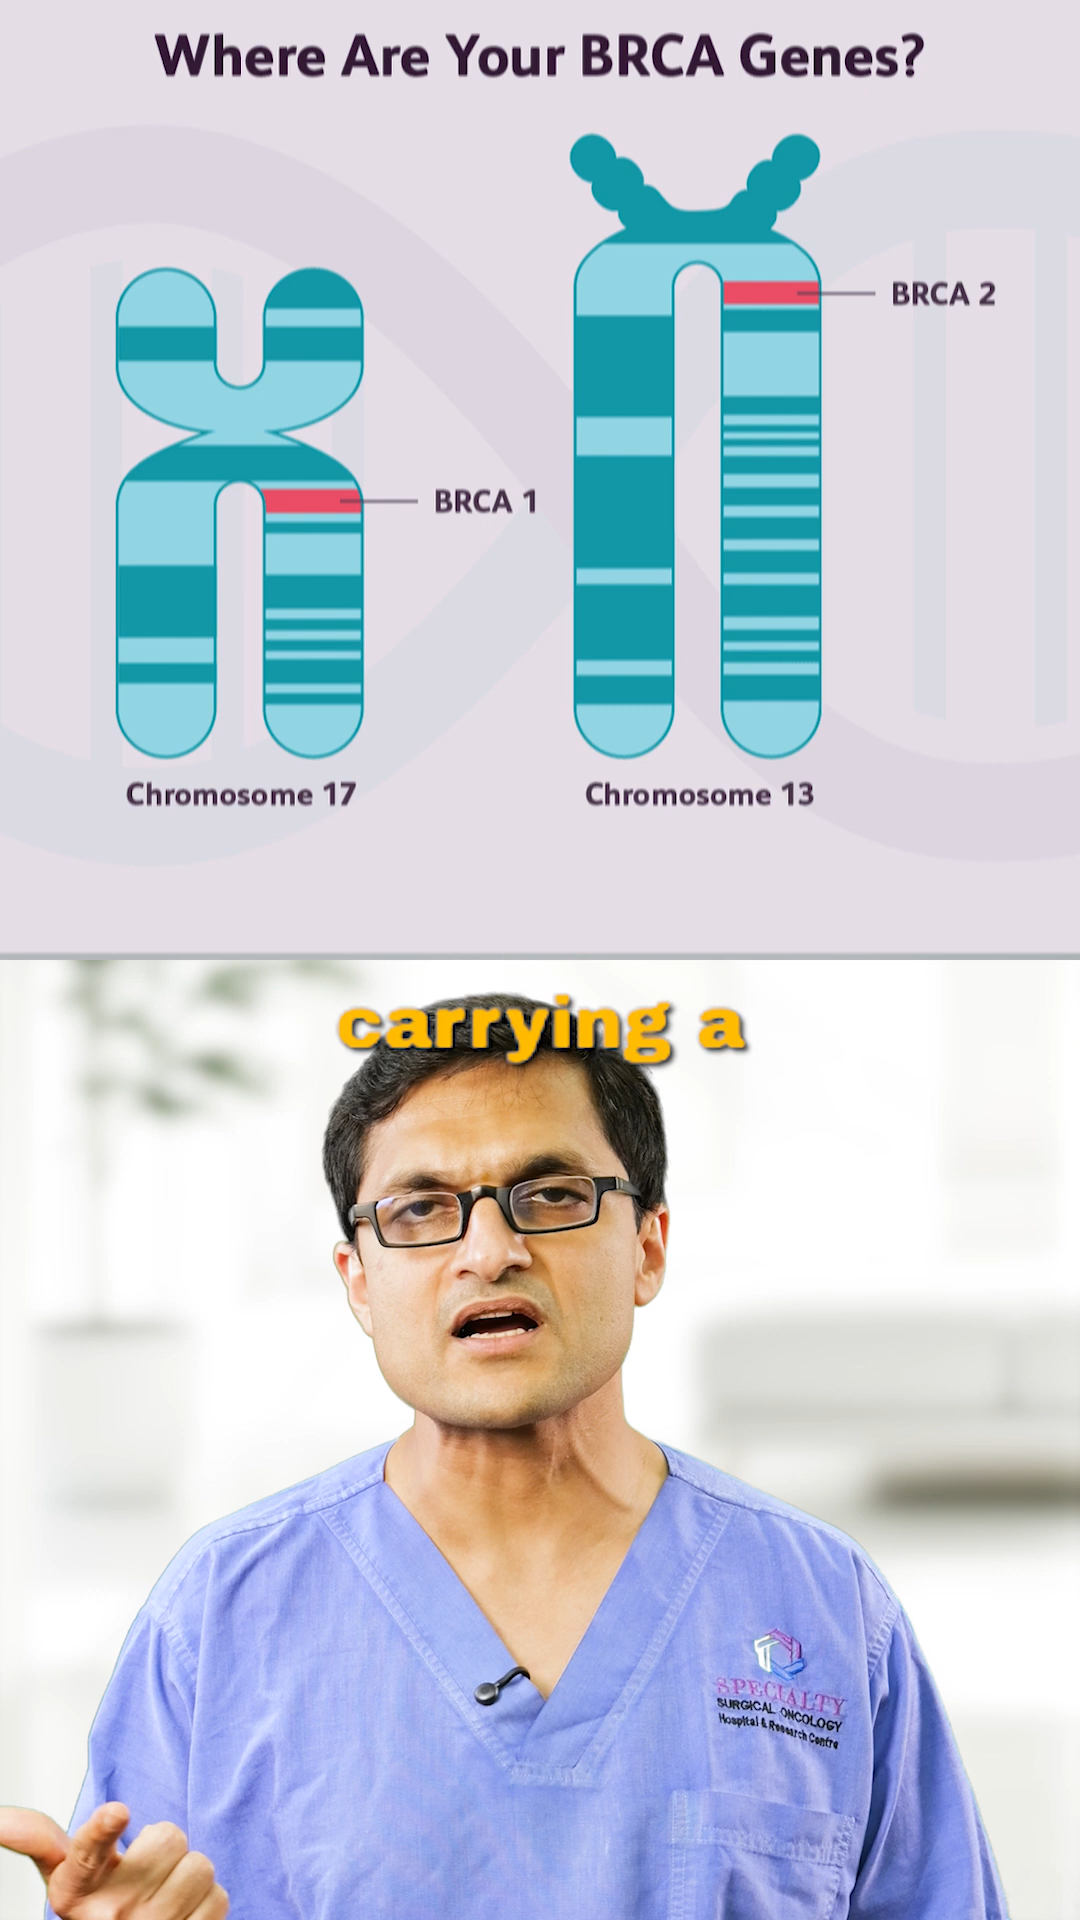 Where Are Your BRCA Genes?
BRCA 2
BRCA 1
Chromosome 17
Chromosome 13
carrying a
SPECIALTY
SURGICAL ONCOLOGY
Hospital & Research Centre